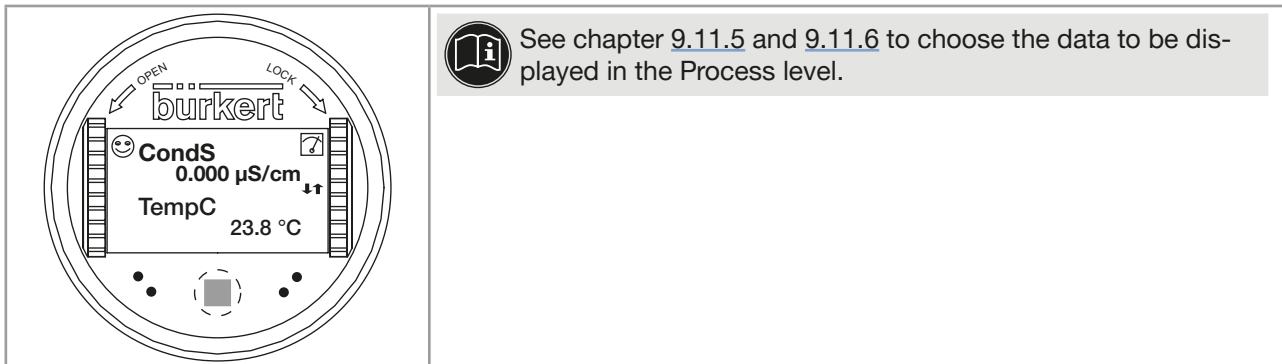 OPEN
LOCK
bürkert
CondS
0.000 µS/cm
TempC
23.8 °C
See chapter 9.11.5 and 9.11.6 to choose the data to be dis-
played in the Process level.